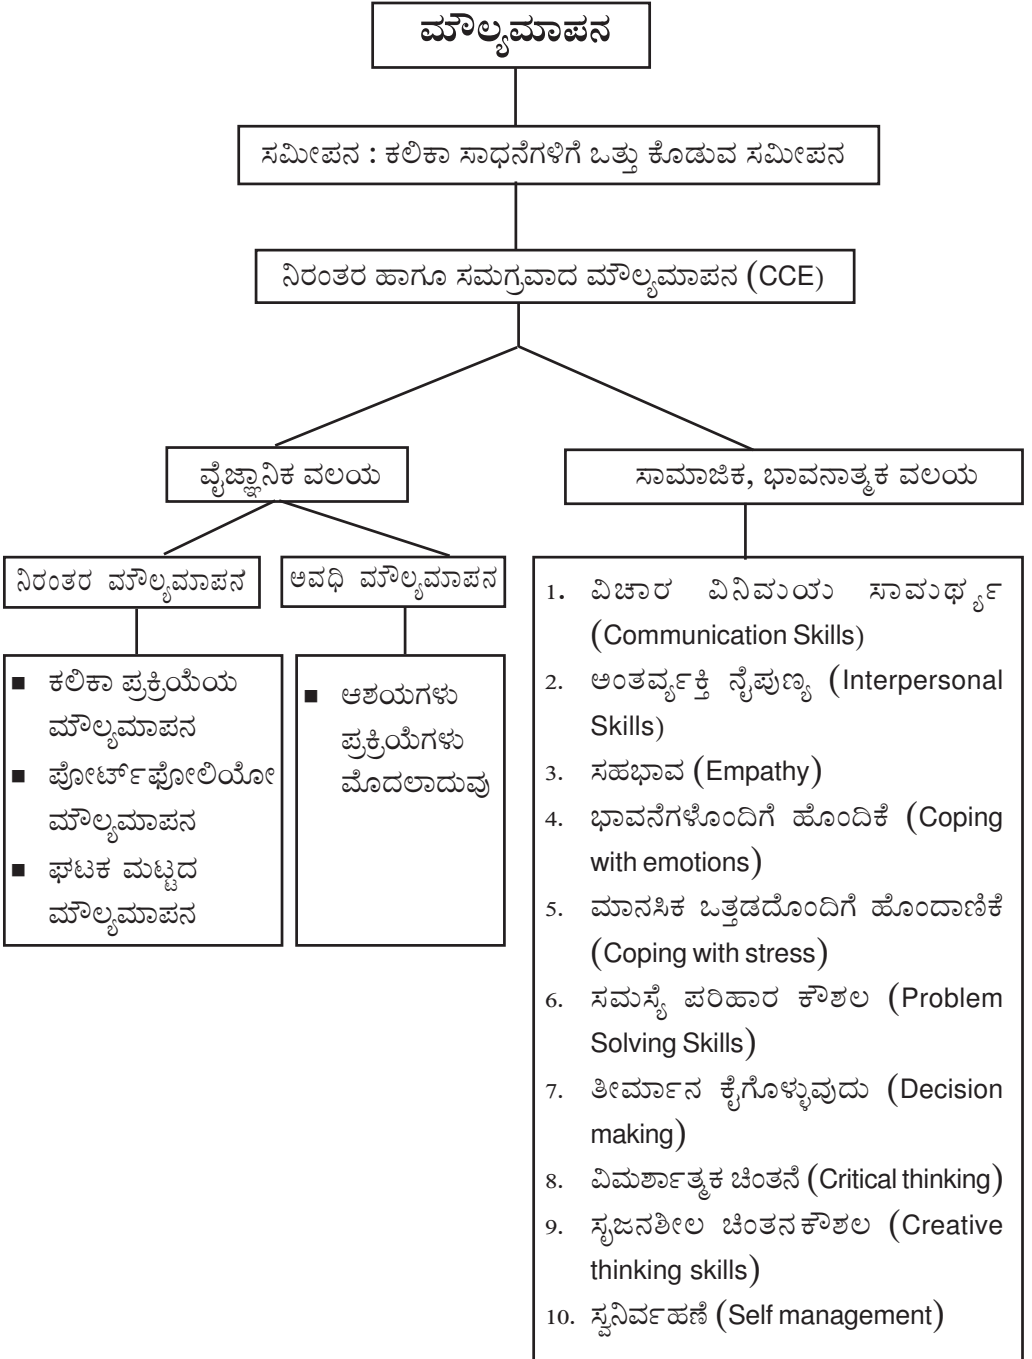 ಮೌಲ್ಯಮಾಪನ
ಸಮೀಪನ : ಕಲಿಕಾ ಸಾಧನೆಗಳಿಗೆ ಒತ್ತು ಕೊಡುವ ಸಮೀಪನ
ನಿರಂತರ ಹಾಗೂ ಸಮಗ್ರವಾದ ಮೌಲ್ಯಮಾಪನ (CCE)
ವೈಜ್ಞಾನಿಕ ವಲಯ
ಸಾಮಾಜಿಕ, ಭಾವನಾತ್ಮಕ ವಲಯ
ನಿರಂತರ ಮೌಲ್ಯಮಾಪನ
ಅವಧಿ ಮೌಲ್ಯಮಾಪನ
■ ಕಲಿಕಾ ಪ್ರಕ್ರಿಯೆಯ
ಮೌಲ್ಯಮಾಪನ
■ ಪೋರ್ಟ್‌ಫೋಲಿಯೋ
ಮೌಲ್ಯಮಾಪನ
■ ಘಟಕ ಮಟ್ಟದ
ಮೌಲ್ಯಮಾಪನ
■ ಆಶಯಗಳು
ಪ್ರಕ್ರಿಯೆಗಳು
ಮೊದಲಾದುವು
1. ವಿಚಾರ ವಿನಿಮಯ ಸಾಮರ್ಥ್ಯ
(Communication Skills)
2. ಅಂತರ್ವ್ಯಕ್ತಿ ನೈಪುಣ್ಯ (Interpersonal
Skills)
3. ಸಹಭಾವ (Empathy)
4. ಭಾವನೆಗಳೊಂದಿಗೆ ಹೊಂದಿಕೆ (Coping
with emotions)
5. ಮಾನಸಿಕ ಒತ್ತಡದೊಂದಿಗೆ ಹೊಂದಾಣಿಕೆ
(Coping with stress)
6. ಸಮಸ್ಯೆ ಪರಿಹಾರ ಕೌಶಲ (Problem
Solving Skills)
7. ತೀರ್ಮಾನ ಕೈಗೊಳ್ಳುವುದು (Decision
making)
8. ವಿಮರ್ಶಾತ್ಮಕ ಚಿಂತನೆ (Critical thinking)
9. ಸೃಜನಶೀಲ ಚಿಂತನಕೌಶಲ (Creative
thinking skills)
10. ಸ್ವನಿರ್ವಹಣೆ (Self management)